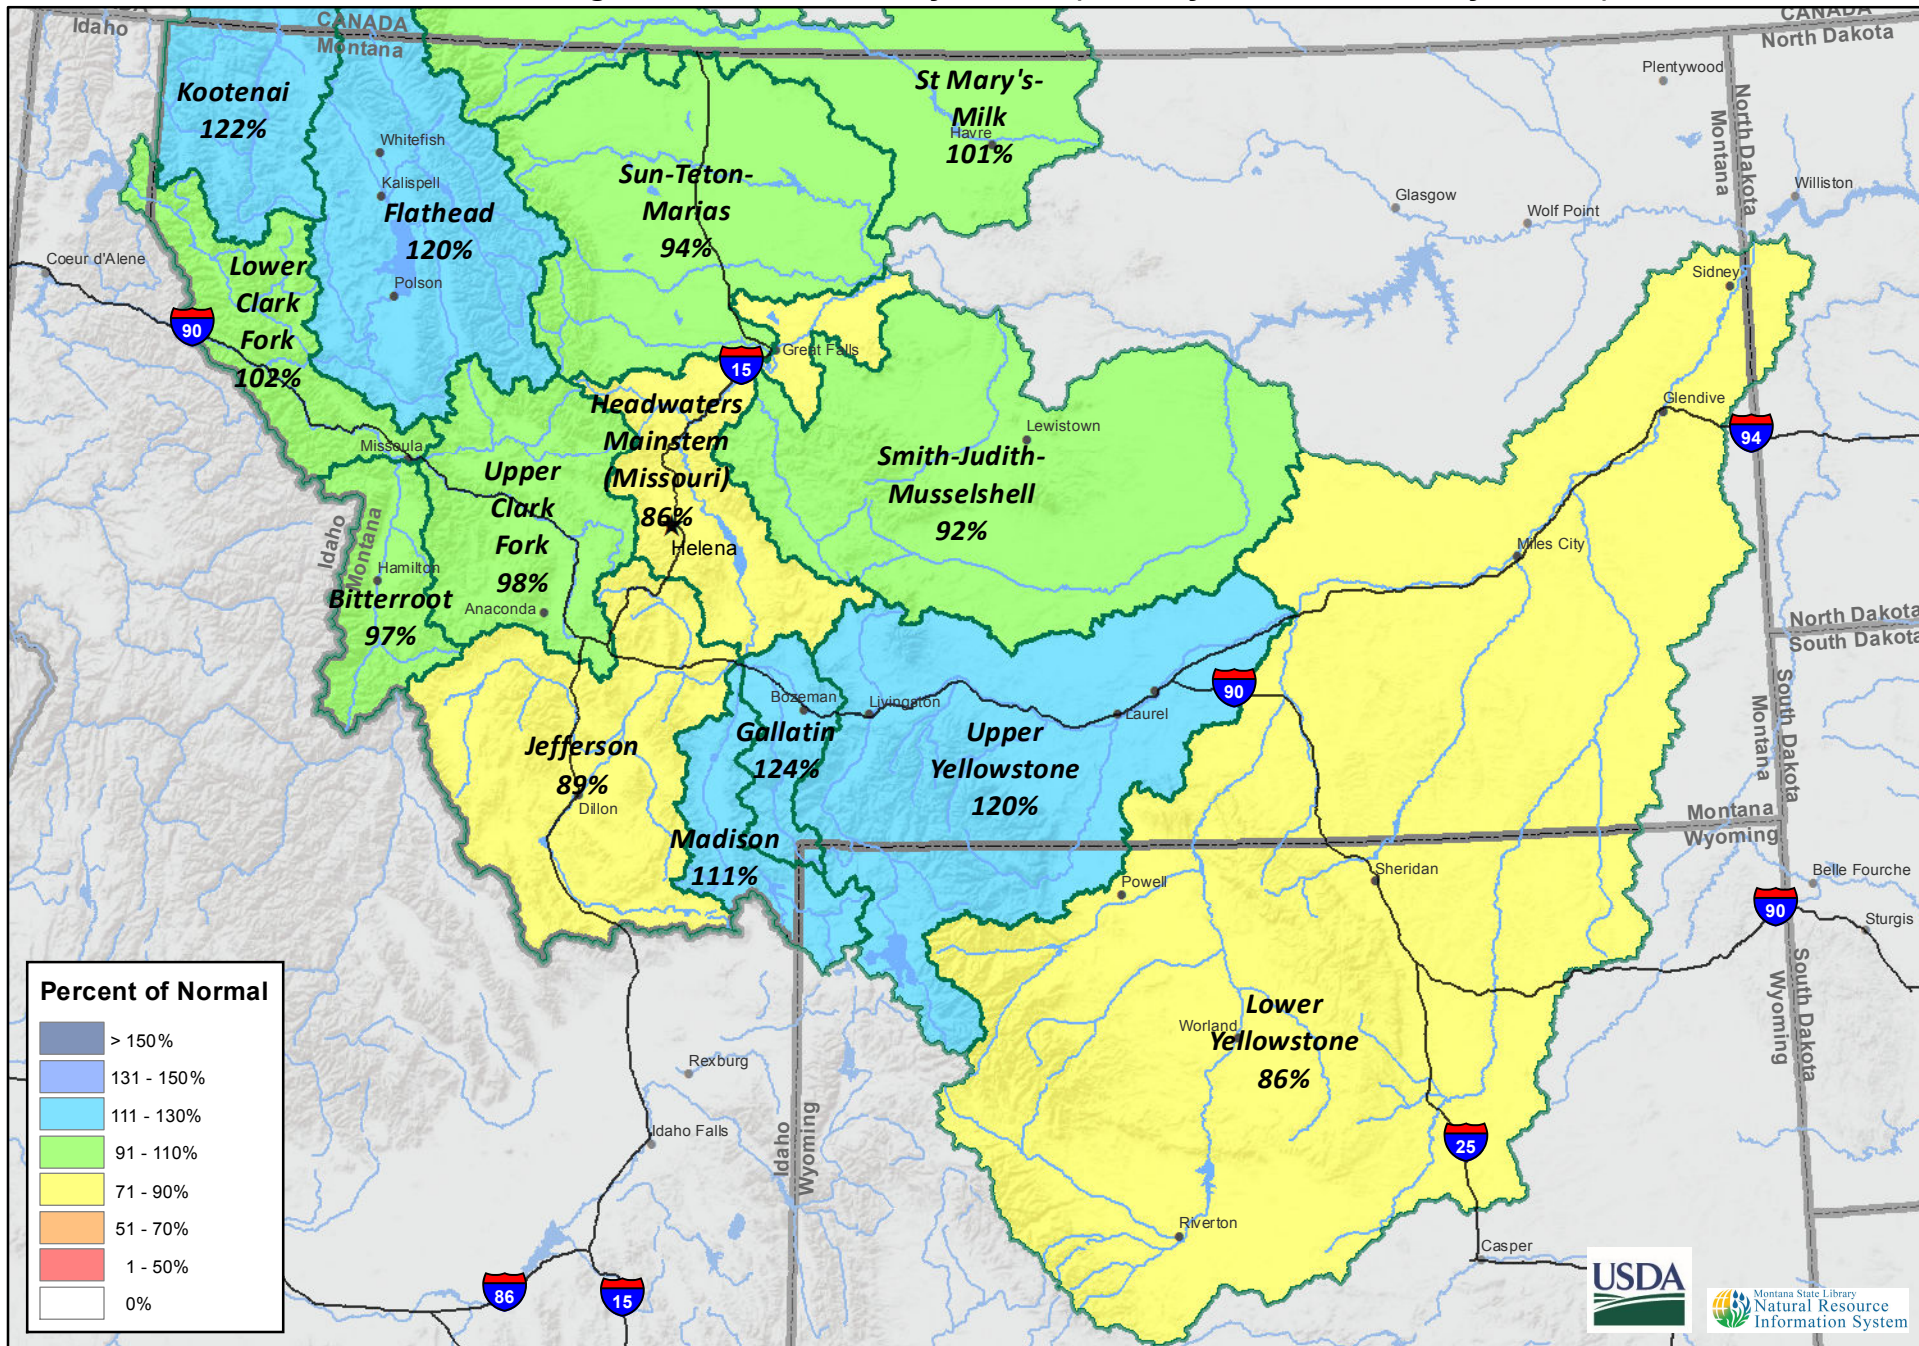 CANADA
Idaho
CANADA
Montana
CANADA
North Dakota
Kootenai
122%
Whitefish
Kalispell
Flathead
120%
Polson
St Mary's-
Milk
Havre
101%
Sun-Teton-
Marias
94%
Plentywood
North Dakota
Montana
Williston
Glasgow
Wolf Point
Sidney
Coeur d'Alene
90
Lower
Clark
Fork
102%
Great Falls
15
Headwaters
Mainstem
(Missouri)
86%
Helena
Lewistown
Smith-Judith-
Musselshell
92%
Glendive
94
Missoula
Upper
Clark
Fork
98%
Anaconda
Idaho
Montana
Hamilton
Bitterroot
97%
Miles City
North Dakota
South Dakota
Bozeman
Livingston
Laurel
90
Gallatin
124%
Upper
Yellowstone
120%
Jefferson
89%
Dillon
Madison
111%
South Dakota
Montana
Montana
Wyoming
Powell
Sheridan
Belle Fourche
90
Sturgis
South Dakota
Wyoming
Worland
Lower
Yellowstone
86%
Rexburg
Idaho Falls
Idaho
Wyoming
25
Riverton
Casper
86
15
Percent of Normal
> 150%
131 - 150%
111 - 130%
91 - 110%
71 - 90%
51 - 70%
1 - 50%
0%
USDA
Montana State Library
Natural Resource
Information System